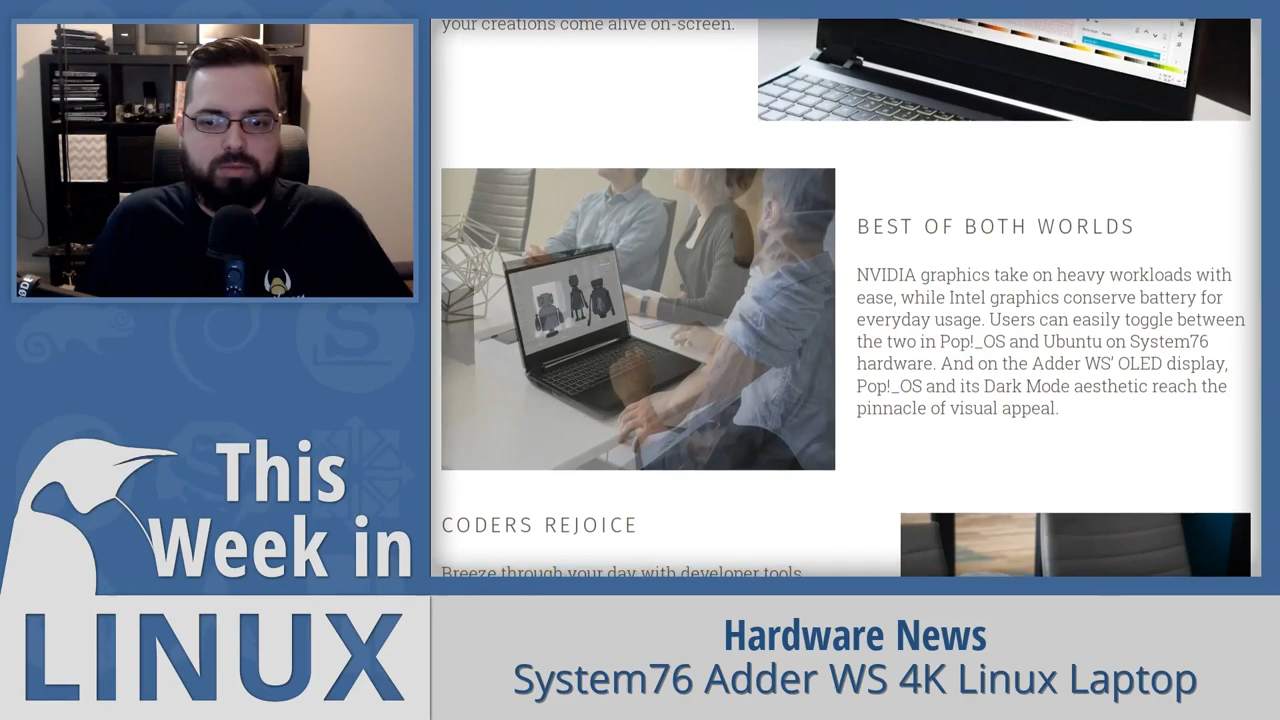 your creations come alive on-screen.
BEST OF BOTH WORLDS
NVIDIA graphics take on heavy workloads with
ease, while Intel graphics conserve battery for
everyday usage. Users can easily toggle between
the two in Pop!_OS and Ubuntu on System76
hardware. And on the Adder WS’ OLED display,
Pop!_OS and its Dark Mode aesthetic reach the
pinnacle of visual appeal.
CODERS REJOICE
Breeze through your day with developer tools
This
Week in
LINUX
Hardware News
System76 Adder WS 4K Linux Laptop